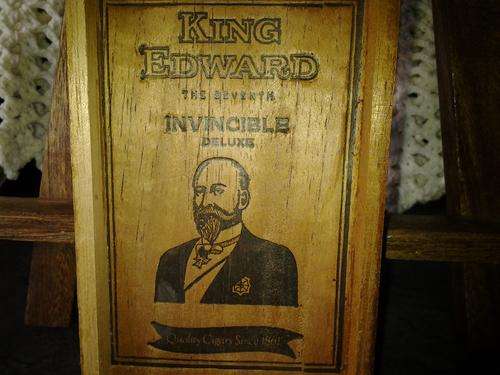 KING
EDWARD
THE SEVENTH
INVINCIBLE
DELUXE
Quality Cigars Since